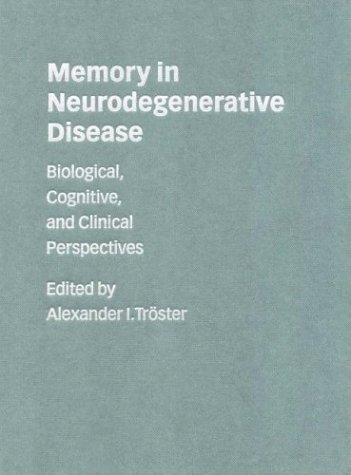 Memory in
Neurodegenerative
Disease
Biological,
Cognitive,
and Clinical
Perspectives
Edited by
Alexander I.Tröster